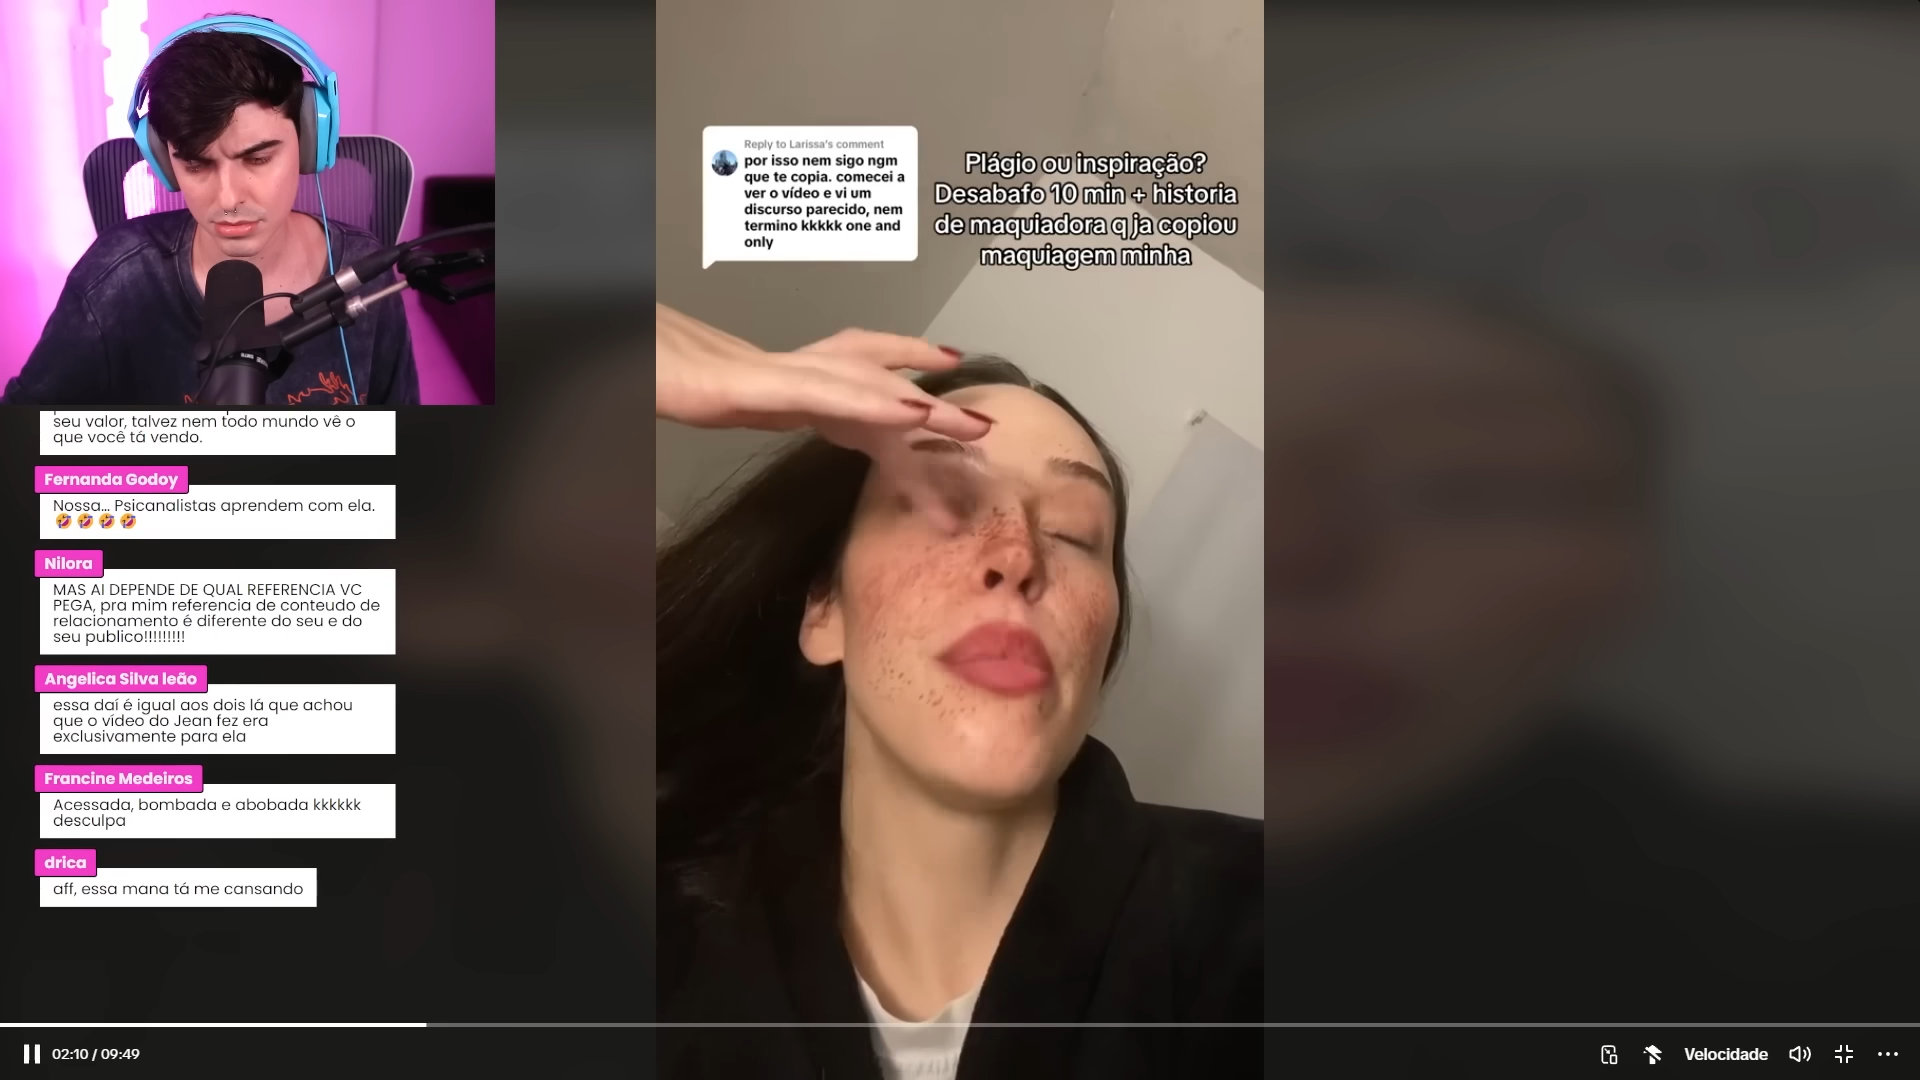 Reply to Larissa's comment
por isso nem sigo ngm
que te copia. comecei a
ver o vídeo e vi um
discurso parecido, nem
termino kkkkk one and
only
Plágio ou inspiração?
Desabafo 10 min + historia
de maquiadora q ja copiou
maquiagem minha
seu valor, talvez nem todo mundo vê o
que você tá vendo.
Fernanda Godoy
Nossa... Psicanalistas aprendem com ela.
🤣 🤣 🤣 🤣
Nilora
MAS AI DEPENDE DE QUAL REFERENCIA VC
PEGA, pra mim referencia de conteudo de
relacionamento é diferente do seu e do
seu publico!!!!!!!!!
Angelica Silva leão
essa daí é igual aos dois lá que achou
que o vídeo do Jean fez era
exclusivamente para ela
Francine Medeiros
Acessada, bombada e abobada kkkkkk
desculpa
drica
aff, essa mana tá me cansando
02:10 / 09:49
Velocidade